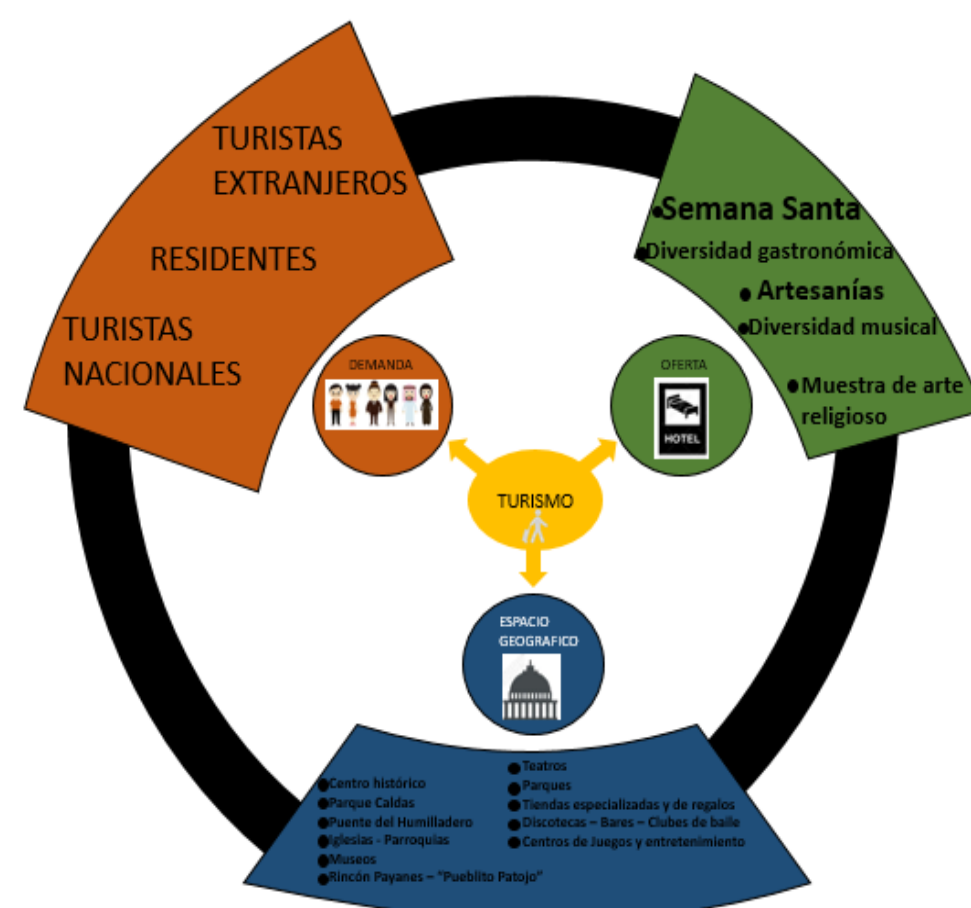 TURISTAS
EXTRANJEROS
RESIDENTES
TURISTAS
NACIONALES
•Semana Santa
•Diversidad gastronómica
• Artesanías
•Diversidad musical
•Muestra de arte
religioso
DEMANDA
OFERTA
HOTEL
TURISMO
ESPACIO
GEOGRAFICO
•Centro histórico
•Parque Caldas
•Puente del Humilladero
•Iglesias - Parroquias
•Museos
•Rincón Payanes – "Pueblito Patojo"
•Teatros
•Parques
•Tiendas especializadas y de regalos
•Discotecas – Bares – Clubes de baile
•Centros de Juegos y entretenimiento